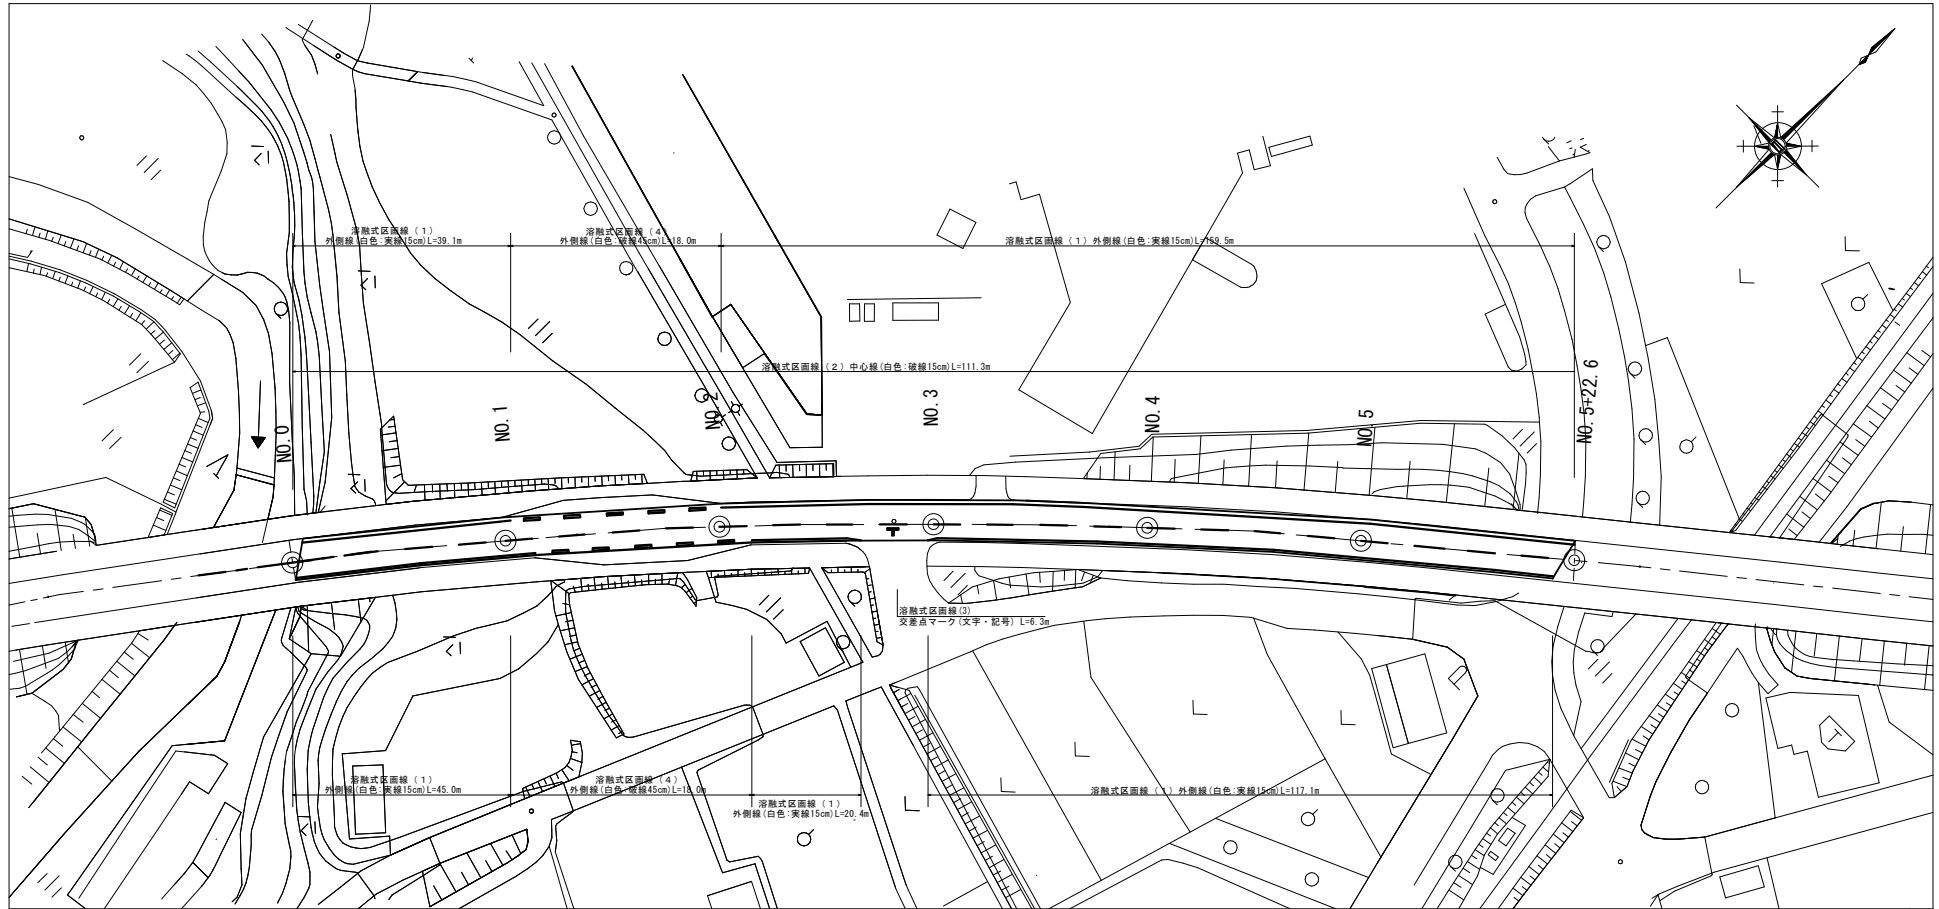 溶融式区画線（１）
外側線(白色:実線15cm)L=39.1m
溶融式区画線（４）
外側線(白色:破線45cm)L=18.0m
溶融式区画線（１）外側線(白色:実線15cm)L=159.5m
溶融式区画線（２）中心線(白色:破線15cm)L=111.3m
NO.0
NO.1
NO.2
NO.3
NO.4
NO.5
NO.5+22.6
溶融式区画線(3)
交差点マーク(文字・記号) L=6.3m
溶融式区画線（１）
外側線(白色:実線15cm)L=45.0m
溶融式区画線（４）
外側線(白色:破線45cm)L=18.0m
溶融式区画線（１）
外側線(白色:実線15cm)L=20.4m
溶融式区画線（１）外側線(白色:実線15cm)L=117.1m